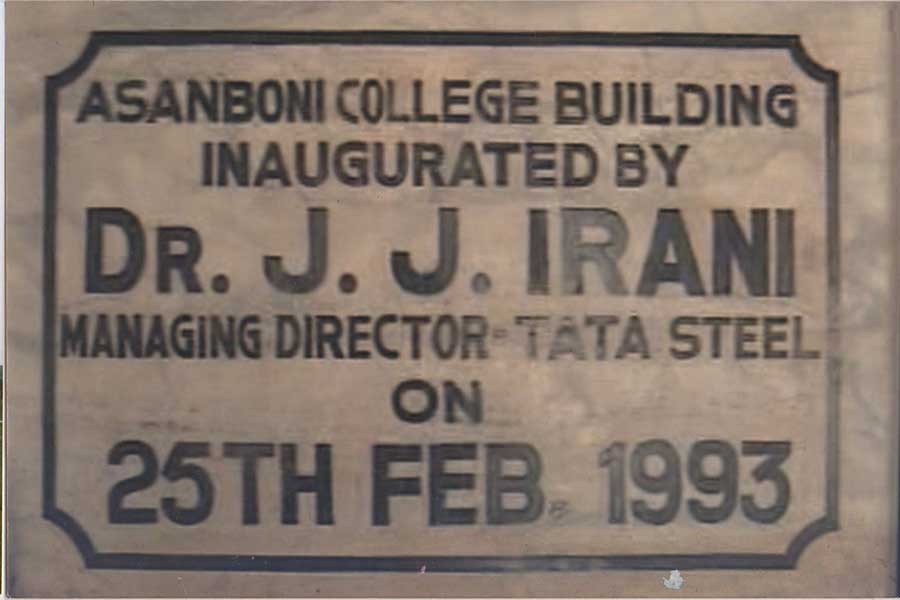 ASANBONI COLLEGE BUILDING
INAUGURATED BY
DR. J. J. IRANI
MANAGiNG DIRECTOR-TATA STEEL
ON
25TH FEB. 1993